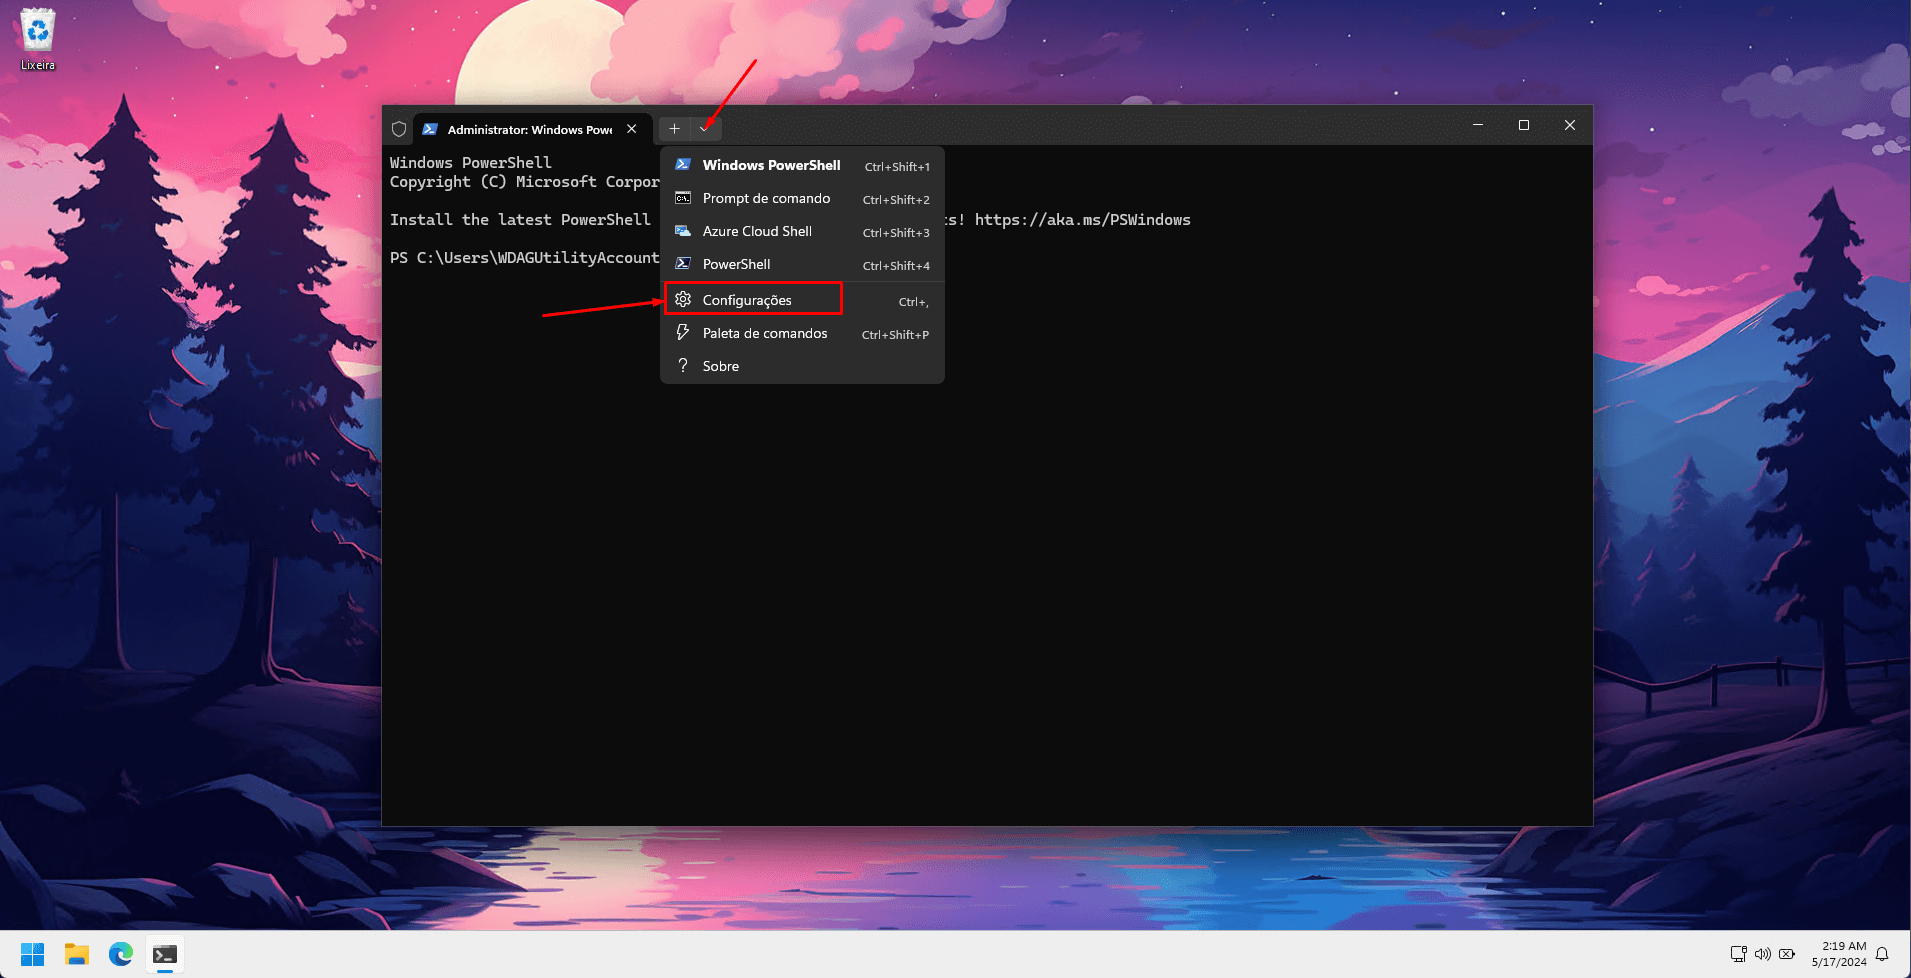 Lixeira
Administrator: Windows Powe
Windows PowerShell
Copyright (C) Microsoft Corpor
Install the latest PowerShell
s! https://aka.ms/PSWindows
PS C:\Users\WDAGUtilityAccount
Windows PowerShell Ctrl+Shift+1
Prompt de comando Ctrl+Shift+2
Azure Cloud Shell Ctrl+Shift+3
PowerShell Ctrl+Shift+4
Configurações Ctrl+,
Paleta de comandos Ctrl+Shift+P
? Sobre
2:19 AM
5/17/2024